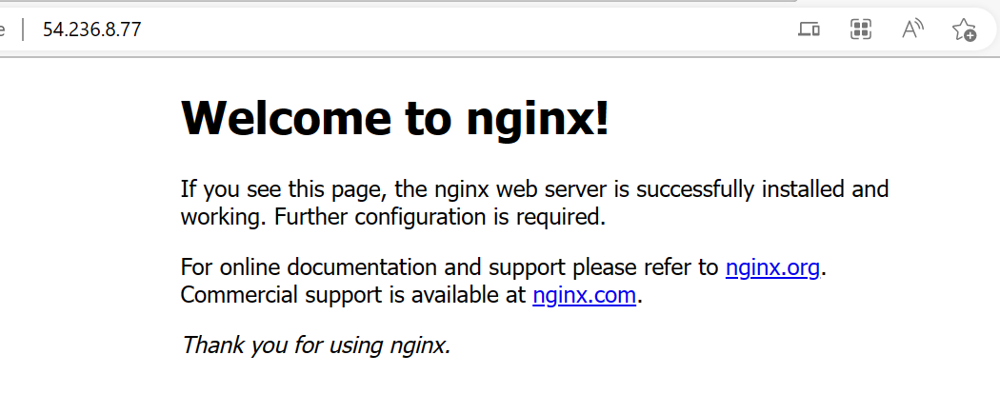 54.236.8.77
Welcome to nginx!
If you see this page, the nginx web server is successfully installed and
working. Further configuration is required.
For online documentation and support please refer to nginx.org.
Commercial support is available at nginx.com.
Thank you for using nginx.